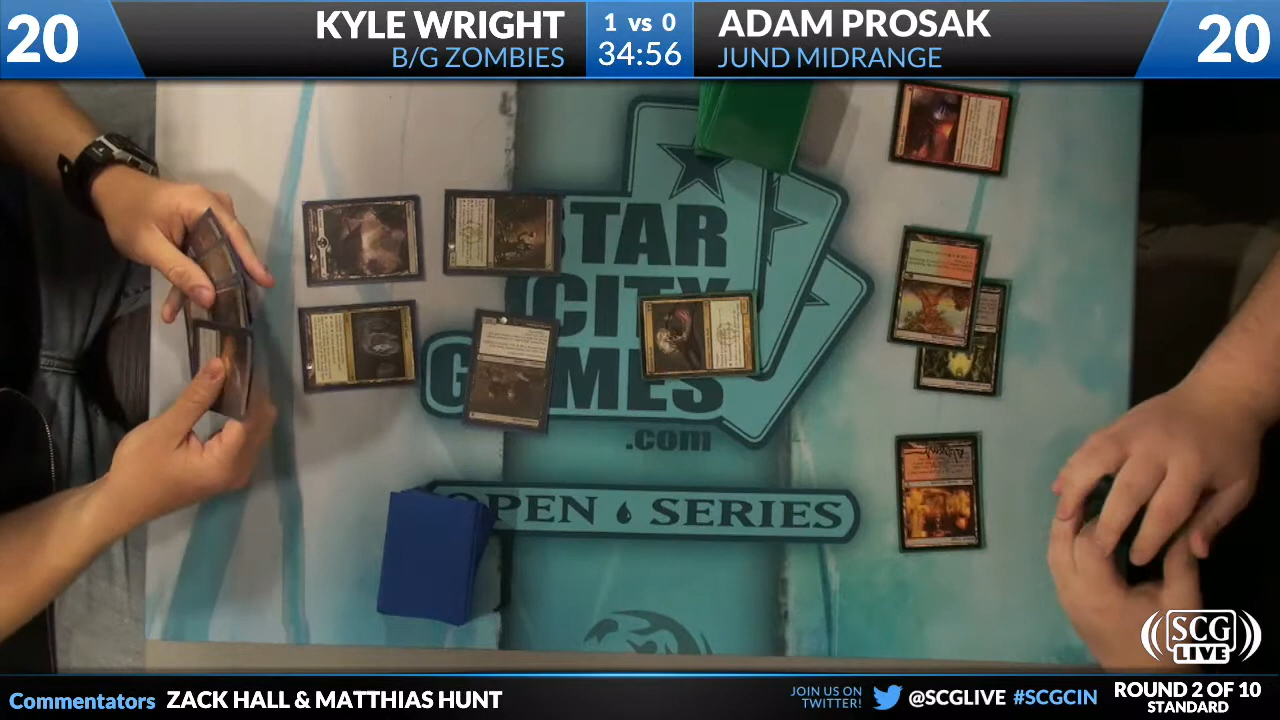 20
KYLE WRIGHT
B/G ZOMBIES
1 vs 0
34:56
ADAM PROSAK
JUND MIDRANGE
20
STAR
CITY
GAMES
.com
OPEN SERIES
SCG
LIVE
Commentators ZACK HALL & MATTHIAS HUNT
JOIN US ON
TWITTER!
@SCGLIVE #SCGCIN
ROUND 2 OF 10
STANDARD